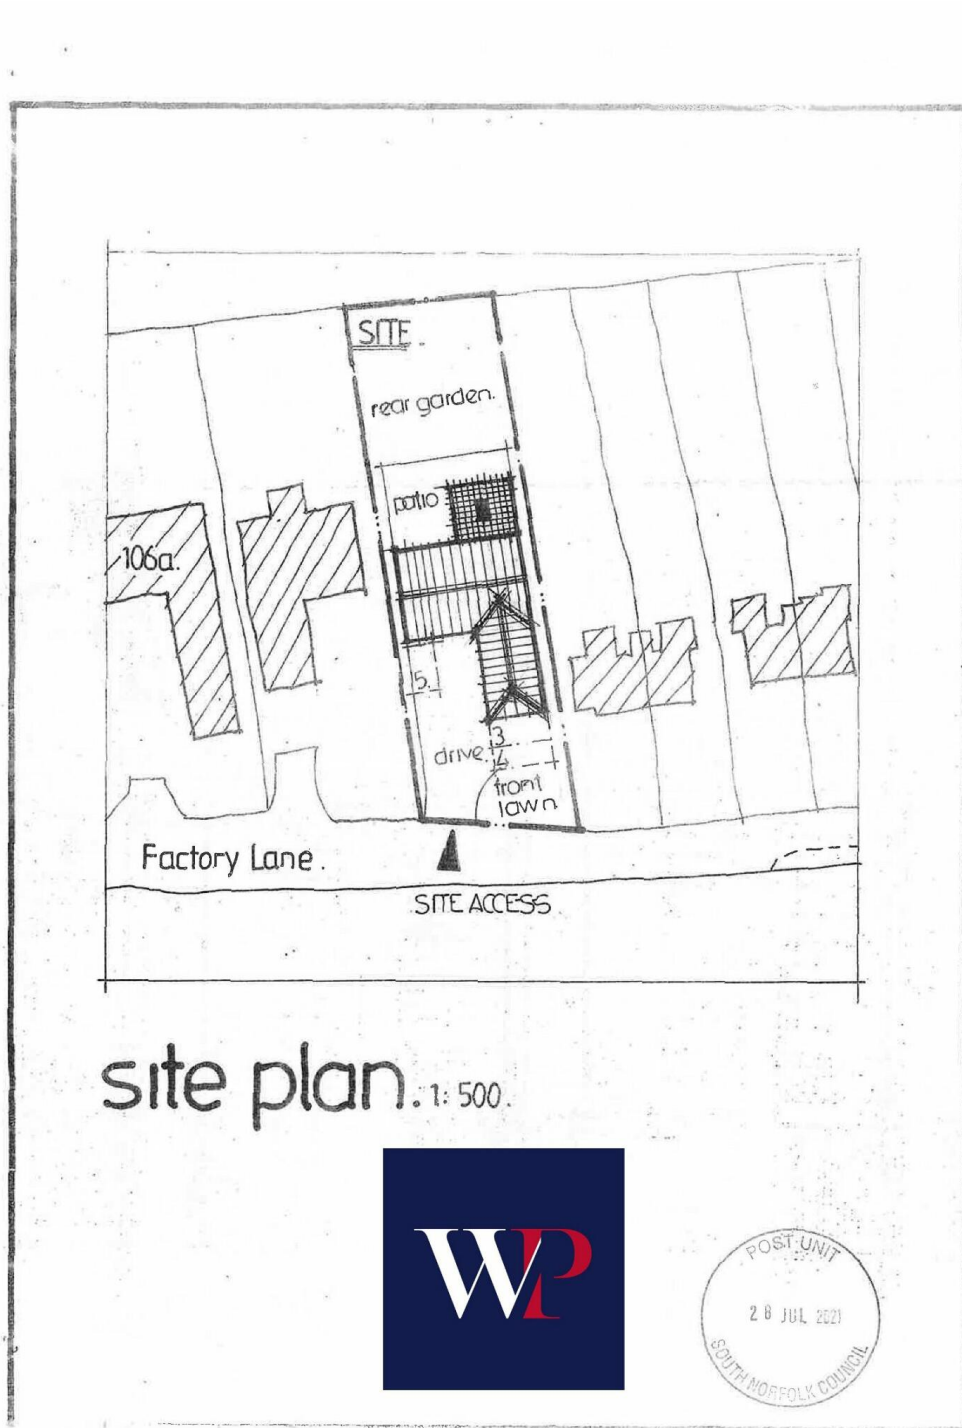 SITE.
rear garden.
patio
106a.
5.
3
drive.
4.
front
lawn
Factory Lane.
SITE ACCESS
site plan. 1:500.
WP
POST UNIT
28 JUL 2021
SOUTH NORFOLK COUNCIL